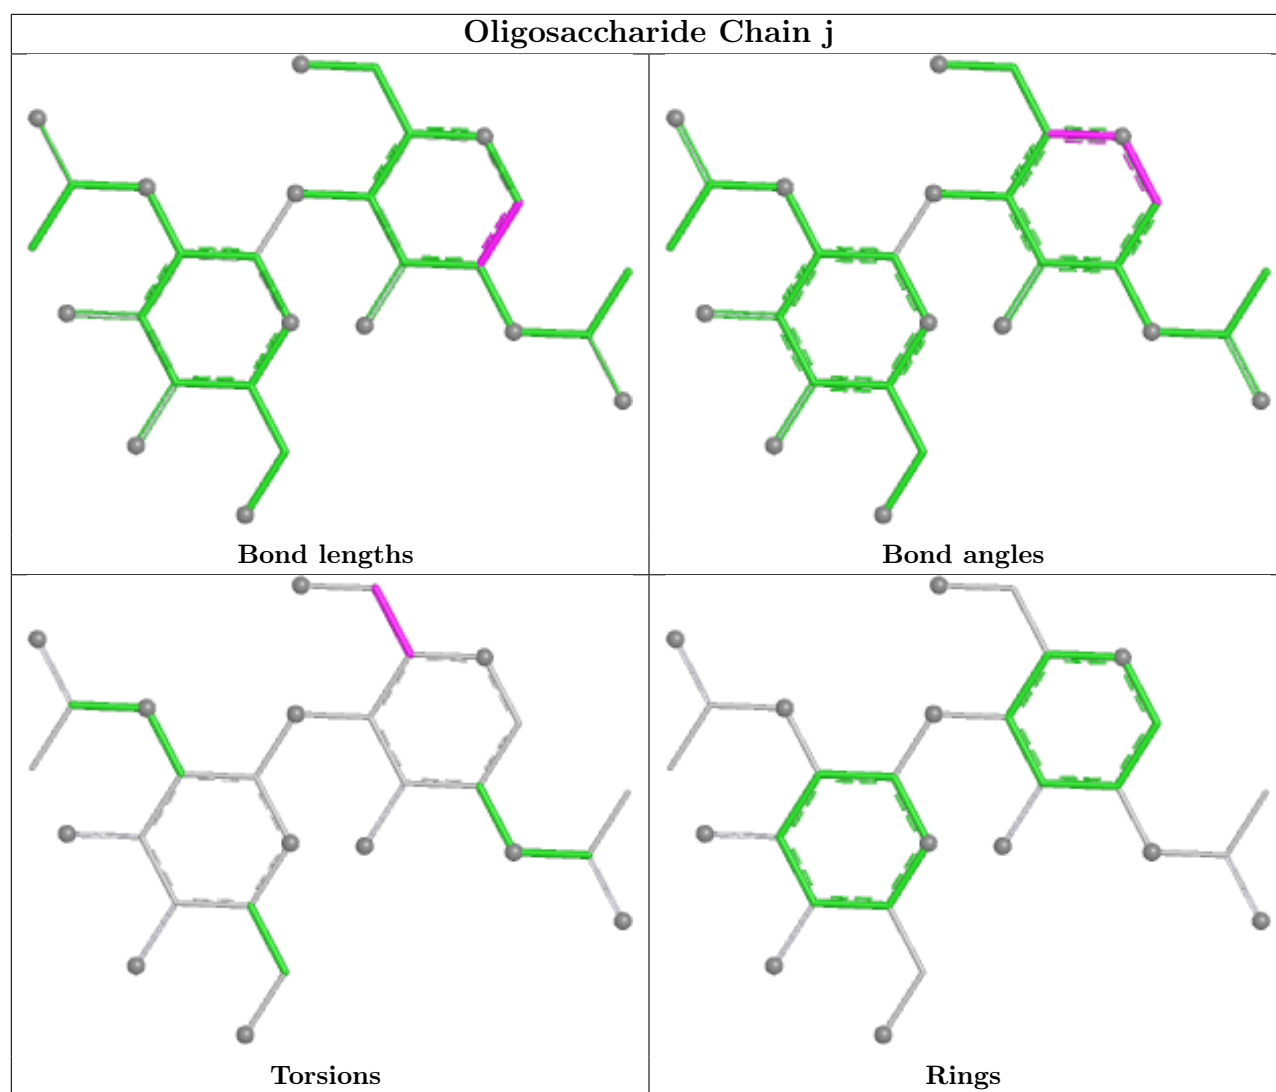 Oligosaccharide Chain j
Bond lengths
Bond angles
Torsions
Rings